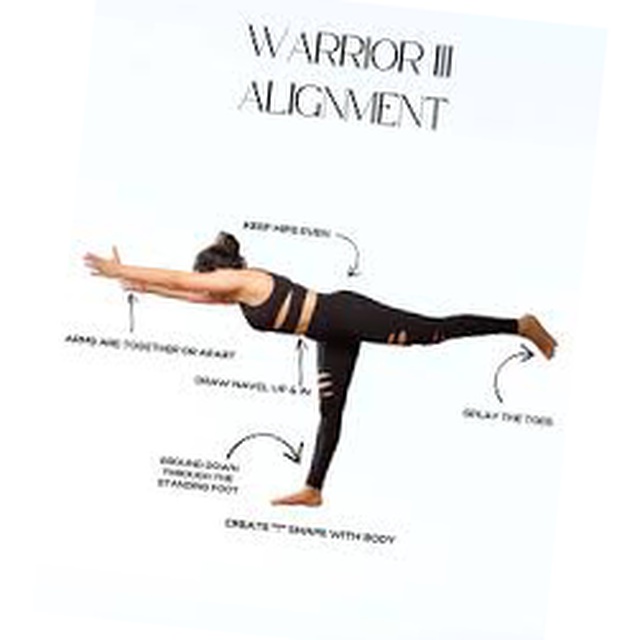 WARRIOR III
ALIGNMENT
KEEP HIPS EVEN
ARMS ARE TOGETHER OR APART
DRAW NAVEL UP & IN
SPLAY THE TOES
GROUND DOWN
THROUGH THE
STANDING FOOT
CREATE "T" SHAPE WITH BODY